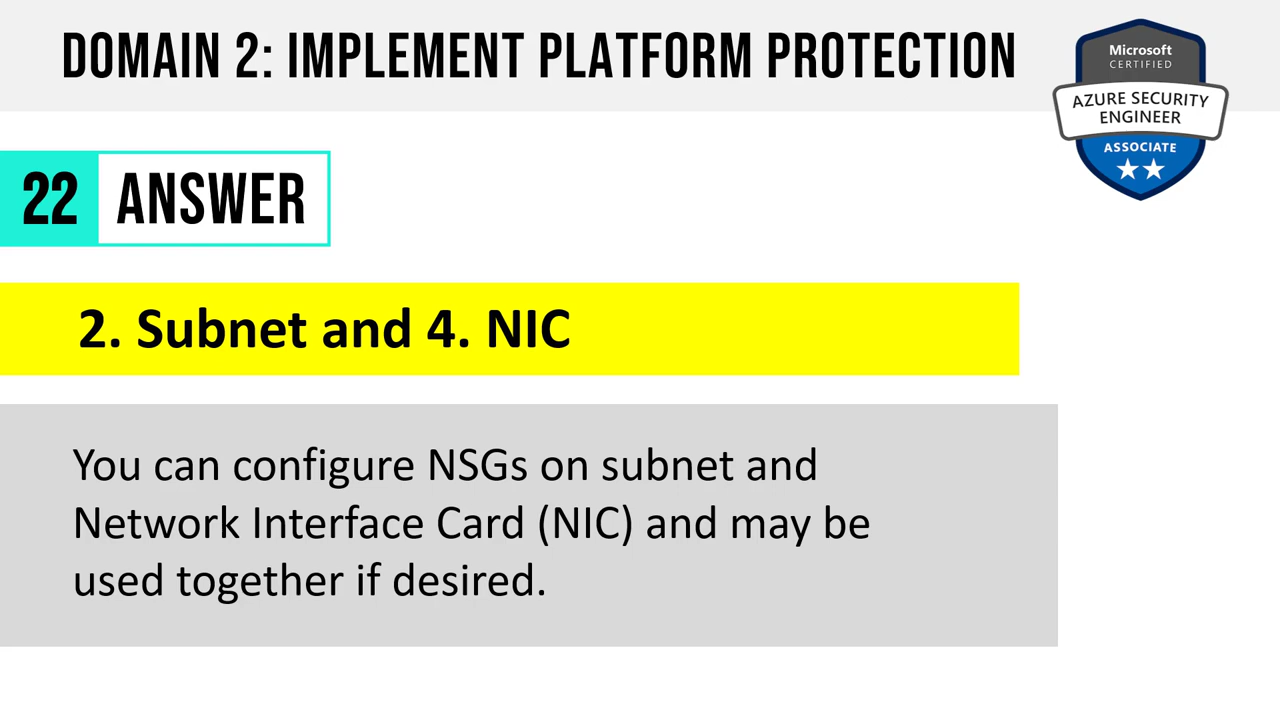 DOMAIN 2: IMPLEMENT PLATFORM PROTECTION
Microsoft
CERTIFIED
AZURE SECURITY
ENGINEER
ASSOCIATE
22 ANSWER
2. Subnet and 4. NIC
You can configure NSGs on subnet and
Network Interface Card (NIC) and may be
used together if desired.